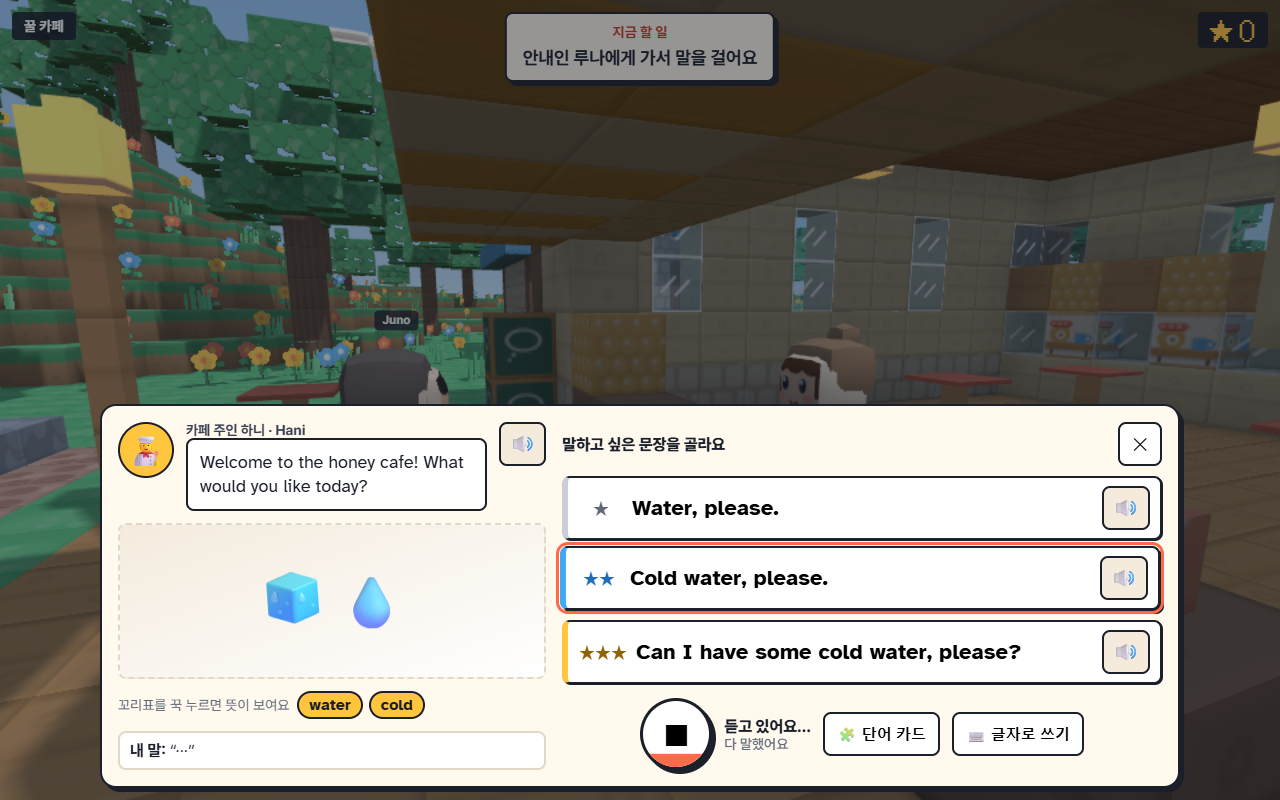 꿀 카페
지금 할 일
안내인 루나에게 가서 말을 걸어요
0
Juno
카페 주인 하니 · Hani
Welcome to the honey cafe! What
would you like today?
꼬리표를 꾹 누르면 뜻이 보여요
water
cold
내 말: “…”
말하고 싶은 문장을 골라요
Water, please.
Cold water, please.
Can I have some cold water, please?
듣고 있어요…
다 말했어요
단어 카드
글자로 쓰기